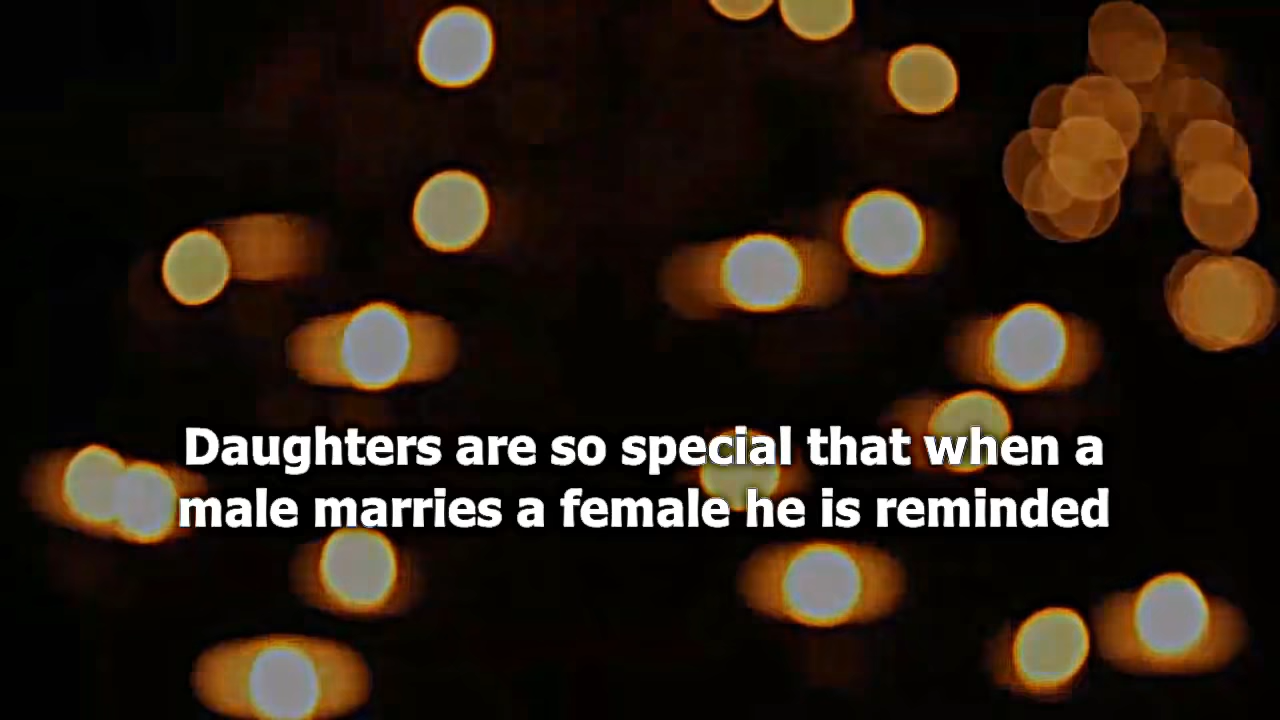 Daughters are so special that when a
male marries a female he is reminded